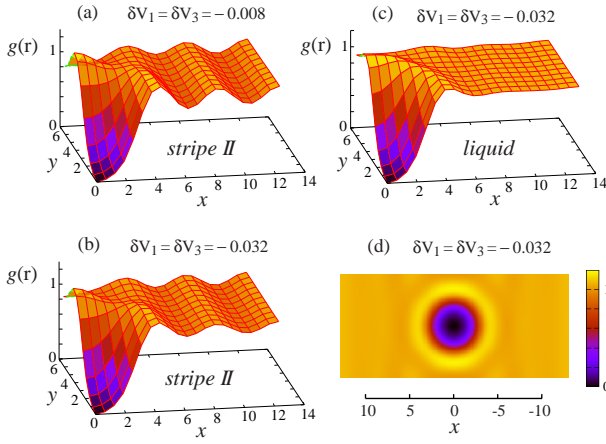 (a) δV₁ = δV₃ = − 0.008
g(r)
1
0
6
4
2
y
0 2 4 6 8 10 12 14
x
stripe II
(c) δV₁ = δV₃ = − 0.032
g(r)
1
0
6
4
2
y
0 2 4 6 8 10 12 14
x
liquid
(b) δV₁ = δV₃ = − 0.032
g(r)
1
0
6
4
2
y
0 2 4 6 8 10 12 14
x
stripe II
(d) δV₁ = δV₃ = − 0.032
0
10 5 0 -5 -10
x